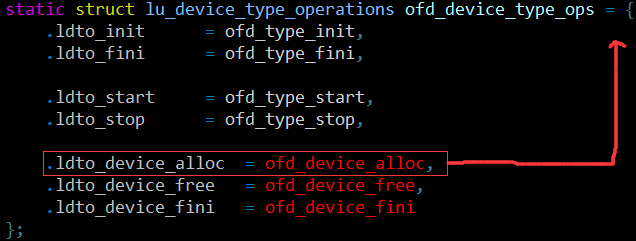 static struct lu_device_type_operations ofd_device_type_ops = {
.ldto_init = ofd_type_init,
.ldto_fini = ofd_type_fini,
.ldto_start = ofd_type_start,
.ldto_stop = ofd_type_stop,
.ldto_device_alloc = ofd_device_alloc,
.ldto_device_free = ofd_device_free,
.ldto_device_fini = ofd_device_fini
};